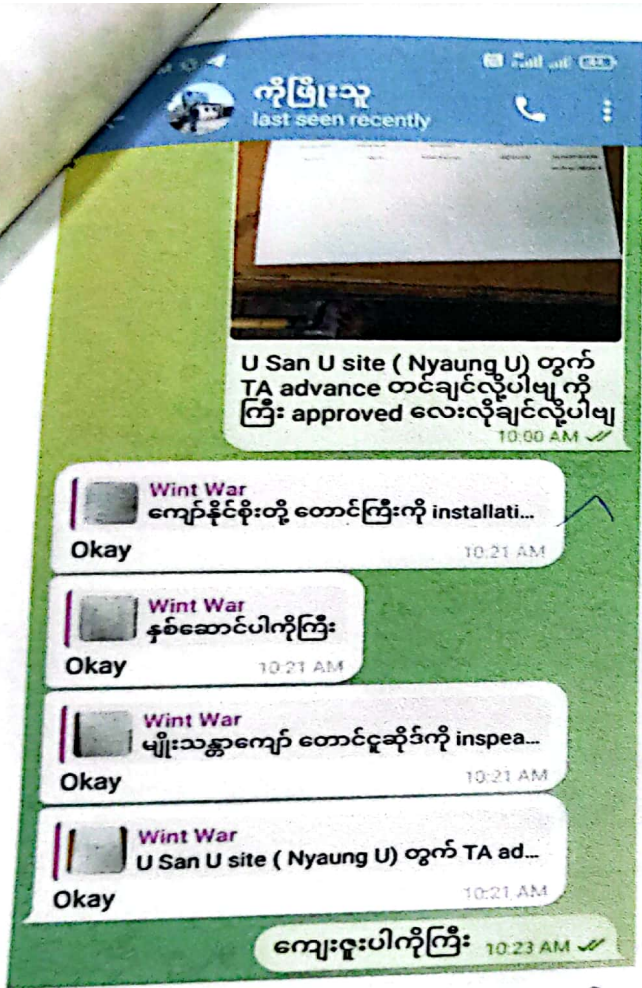 ကိုဖြိုးသူ
last seen recently
U San U site ( Nyaung U) တွက်
TA advance တင်ချင်လို့ပါဗျ ကို
ကြီး approved လေးလိုချင်လို့ပါဗျ
10:00 AM
Wint War
ကျော်နိုင်စိုးတို့ တောင်ကြီးကို installati...
Okay
10:21 AM
Wint War
နှစ်ဆောင်ပါကိုကြီး
Okay
10:21 AM
Wint War
မျိုးသန္တာကျော် တောင်ငူဆိုဒ်ကို inspea...
Okay
10:21 AM
Wint War
U San U site ( Nyaung U) တွက် TA ad...
Okay
10:21 AM
ကျေးဇူးပါကိုကြီး
10:23 AM